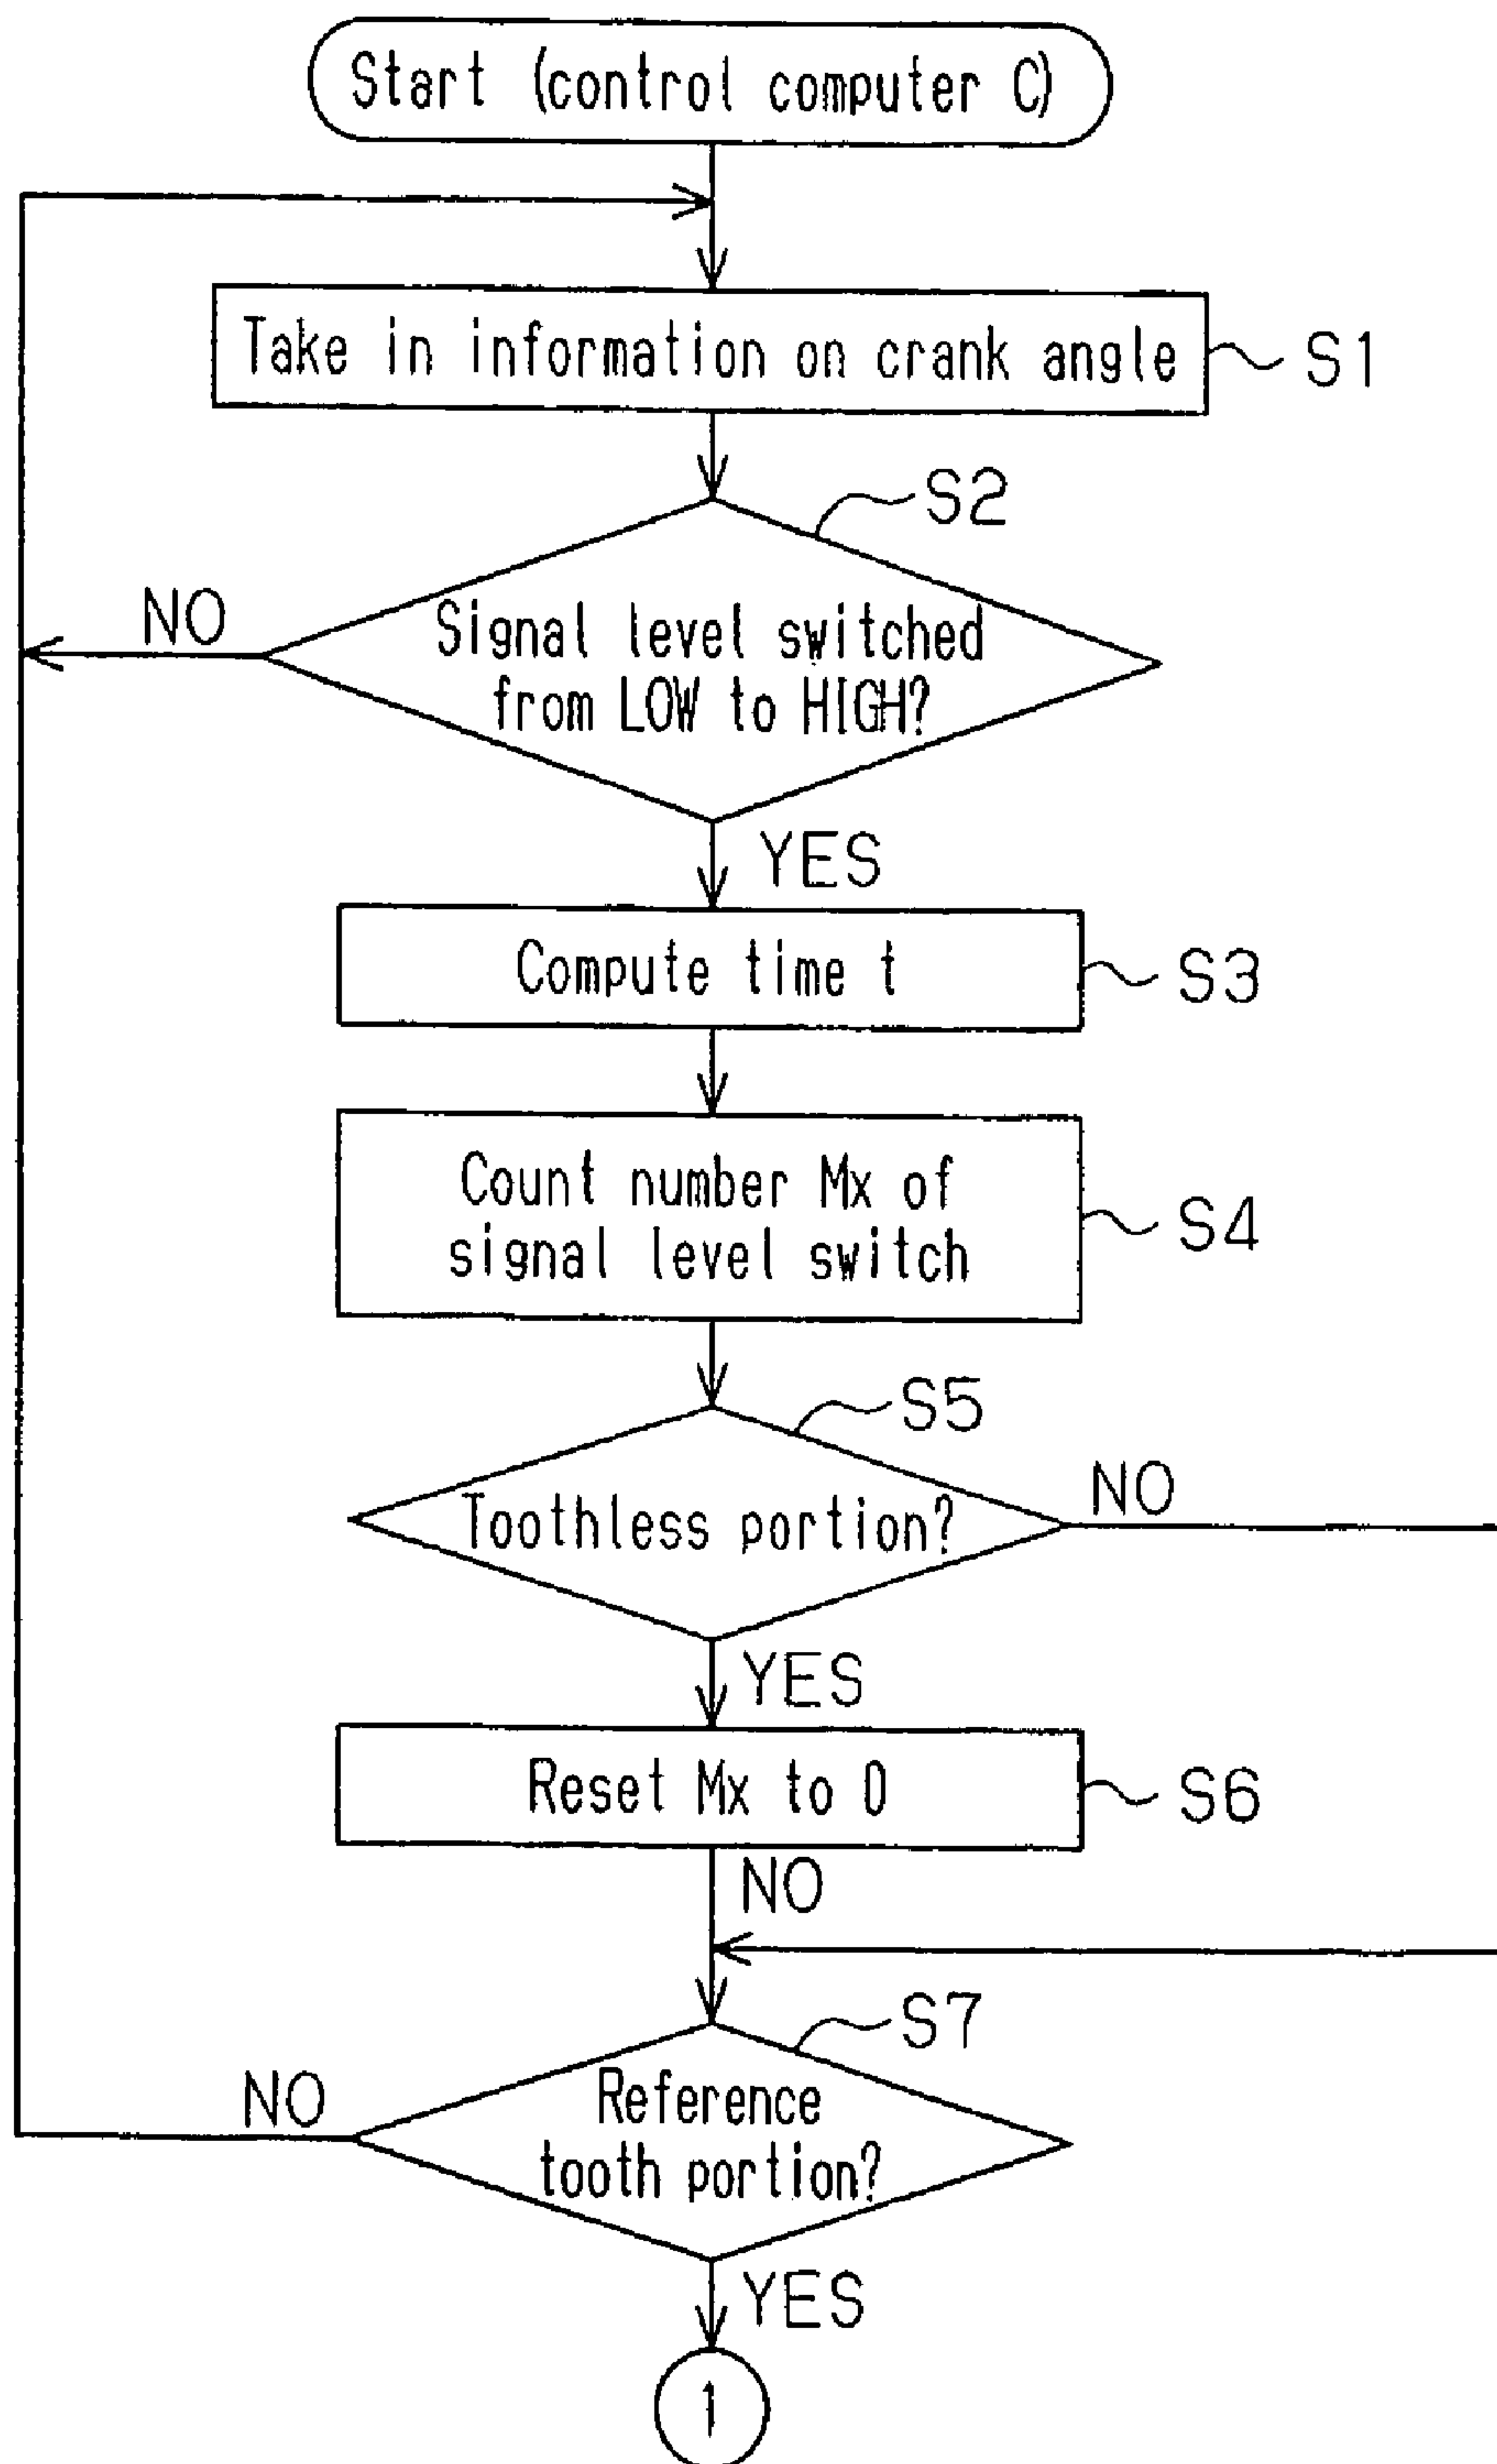 Start (control computer C)
Take in information on crank angle
S1
S2
NO
Signal level switched
from LOW to HIGH?
YES
Compute time t
S3
Count number Mx of
signal level switch
S4
S5
NO
Toothless portion?
YES
Reset Mx to 0
S6
NO
S7
NO
Reference
tooth portion?
YES
1